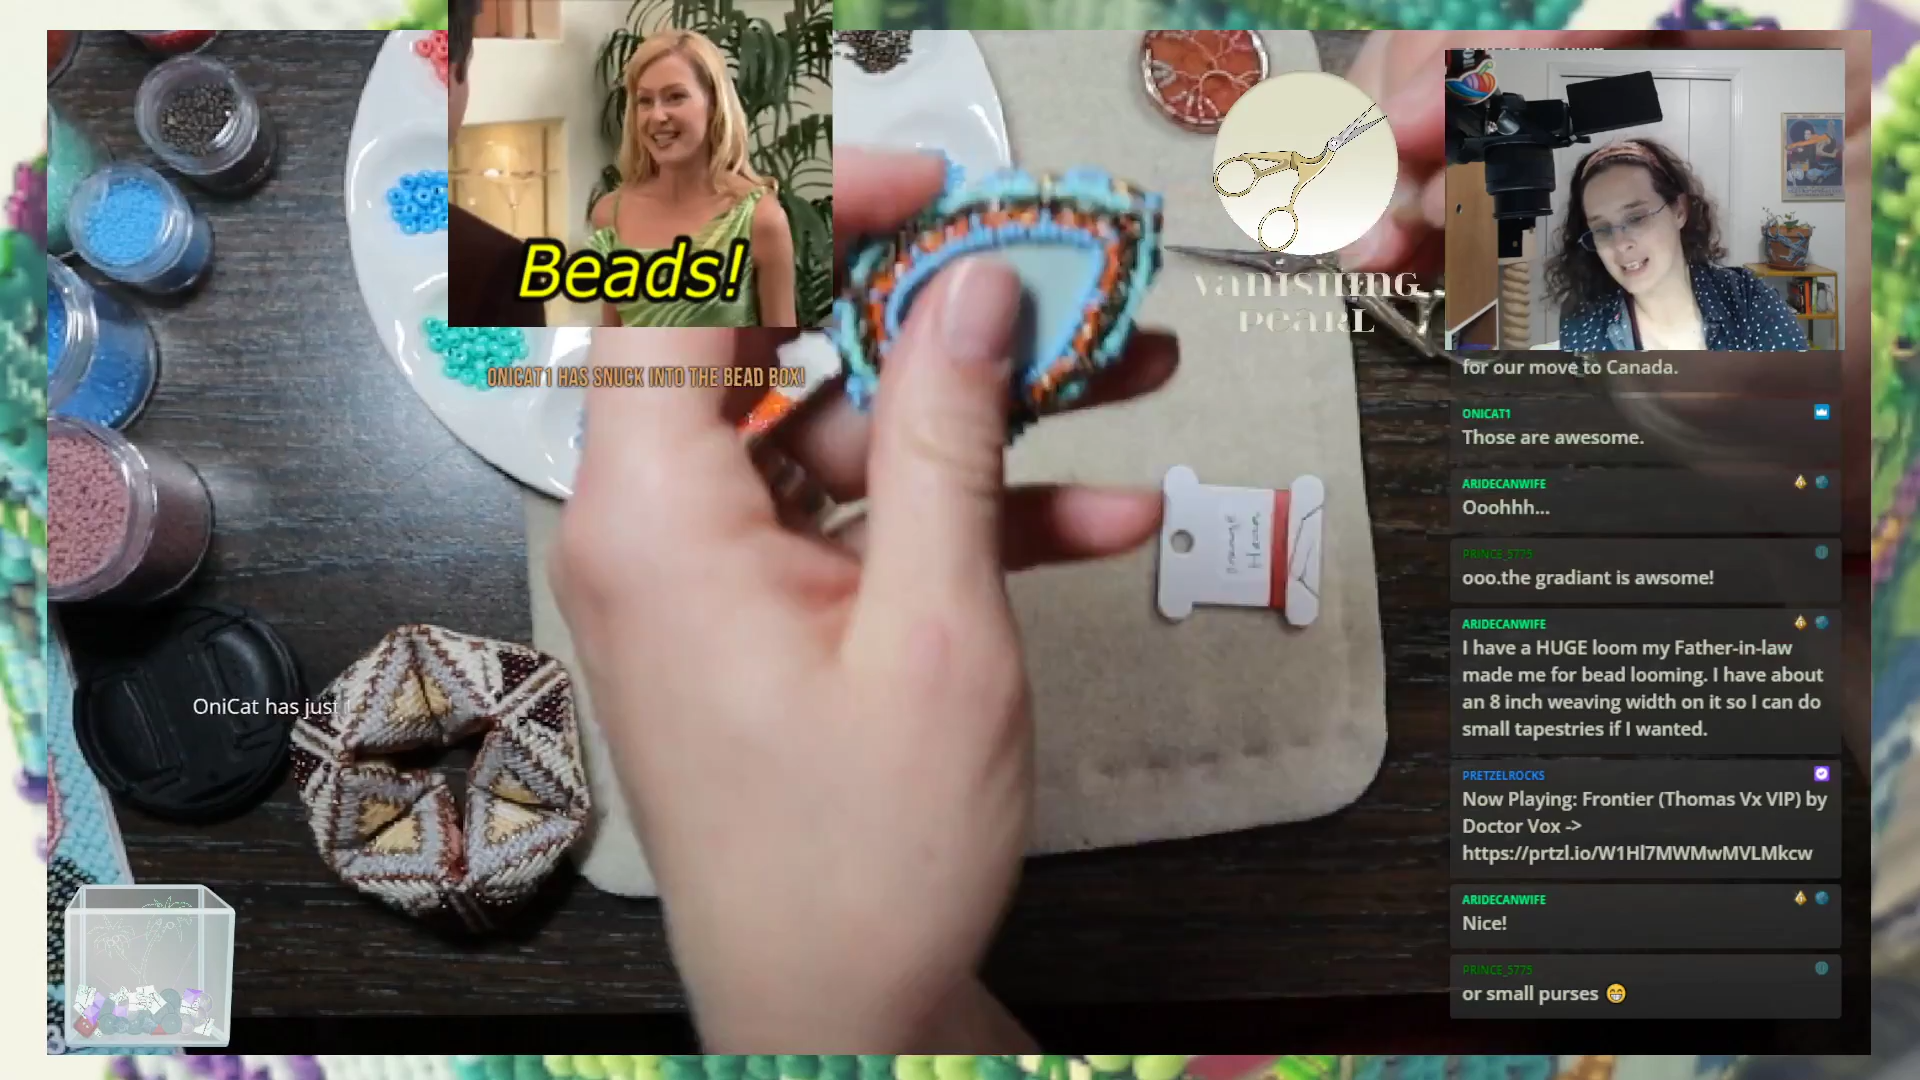 Beads!
ONICAT1 HAS SNUCK INTO THE BEAD BOX!
vanishing
pearl
OniCat has just
Orange
for our move to Canada.
ONICAT1
Those are awesome.
ARIDECANWIFE
Ooohhh...
PRINCE_5775
ooo.the gradiant is awsome!
ARIDECANWIFE
I have a HUGE loom my Father-in-law
made me for bead looming. I have about
an 8 inch weaving width on it so I can do
small tapestries if I wanted.
PRETZELROCKS
Now Playing: Frontier (Thomas Vx VIP) by
Doctor Vox ->
https://prtzl.io/W1Hl7MWMwMVLMkcw
ARIDECANWIFE
Nice!
PRINCE_5775
or small purses 😁